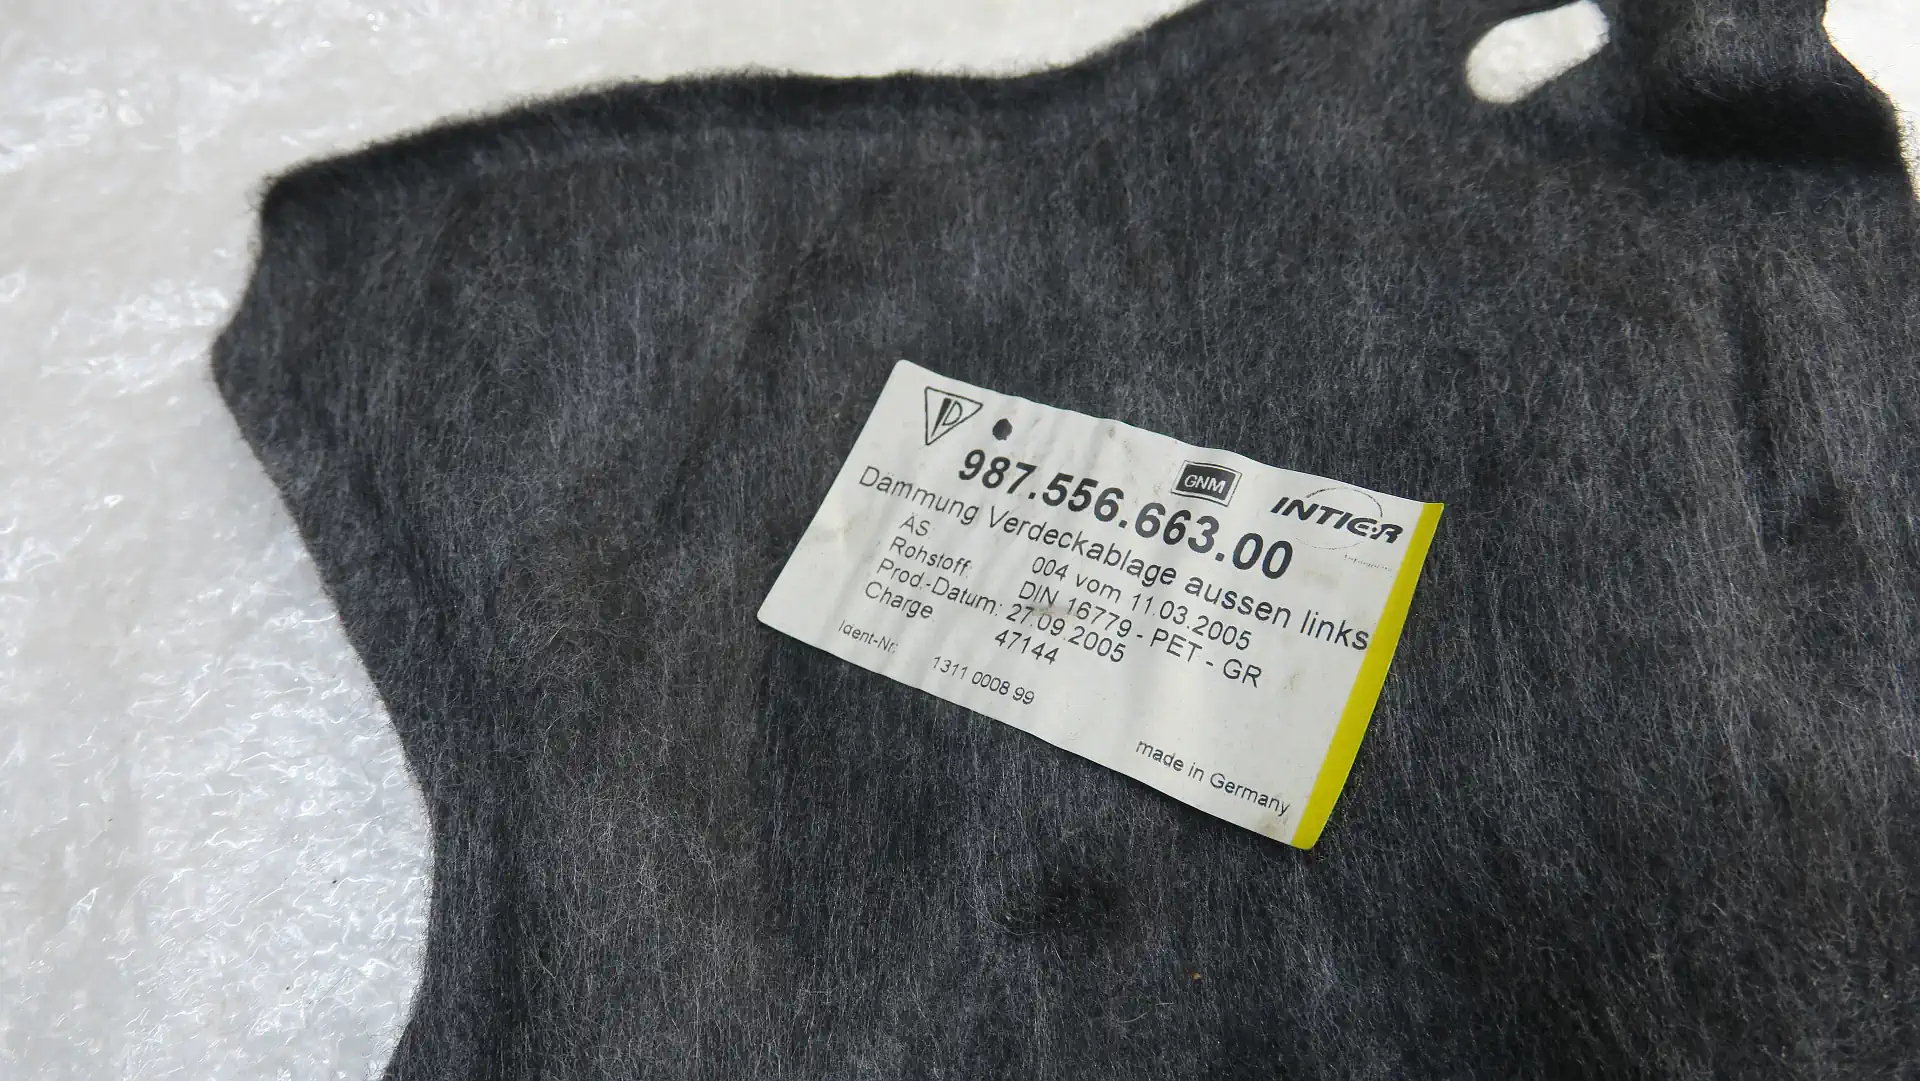 GNM
INTIER
987.556.663.00
Dämmung Verdeckablage aussen links
AS: 004 vom 11.03.2005
Rohstoff: DIN 16779 - PET - GR
Prod.-Datum: 27.09.2005
Charge: 47144
Ident-Nr: 1311 0008 99
made in Germany